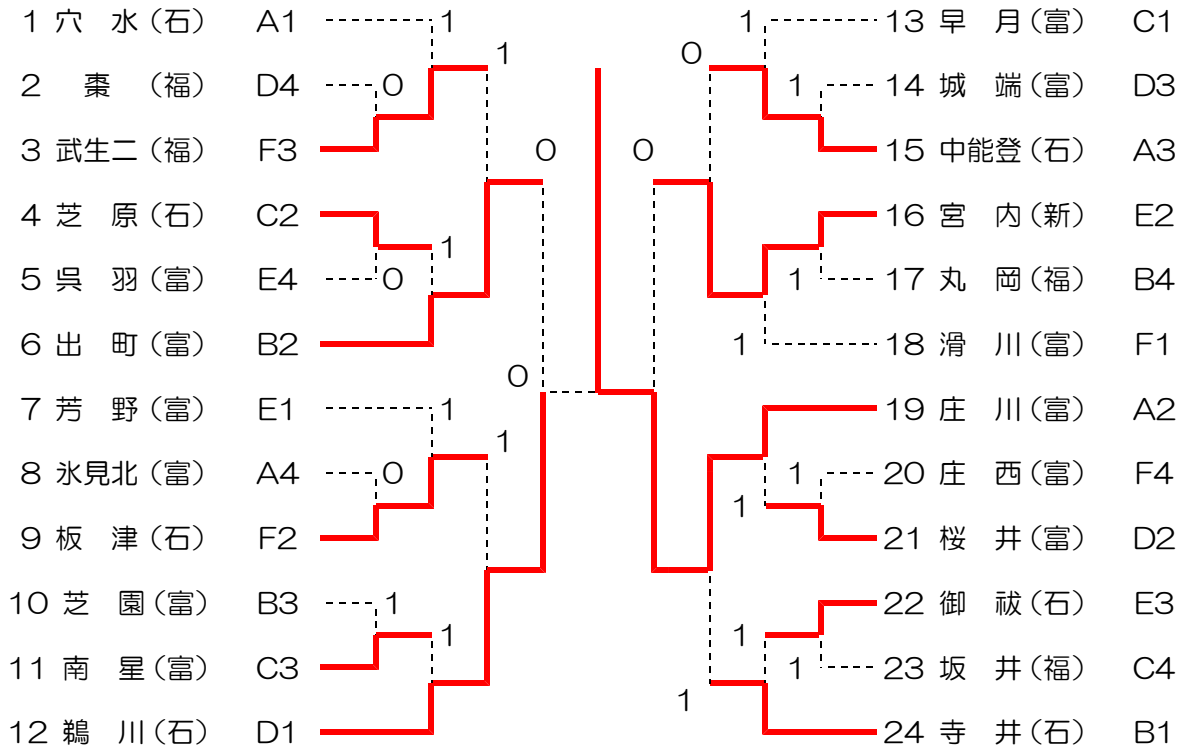 1 穴 水（石） A1 1 1 13 早 月（富） C1
1 0
2 棗 （福） D4 0 1 14 城 端（富） D3
3 武生二（福） F3 0 0 15 中能登（石） A3
4 芝 原（石） C2 16 宮 内（新） E2
1
5 呉 羽（富） E4 0 1 17 丸 岡（福） B4
6 出 町（富） B2 1 18 滑 川（富） F1
0
7 芳 野（富） E1 1 19 庄 川（富） A2
1
8 氷見北（富） A4 0 1 20 庄 西（富） F4
1
9 板 津（石） F2 21 桜 井（富） D2
10 芝 園（富） B3 1 22 御 祓（石） E3
1 1
11 南 星（富） C3 1 23 坂 井（福） C4
1
12 鵜 川（石） D1 24 寺 井（石） B1